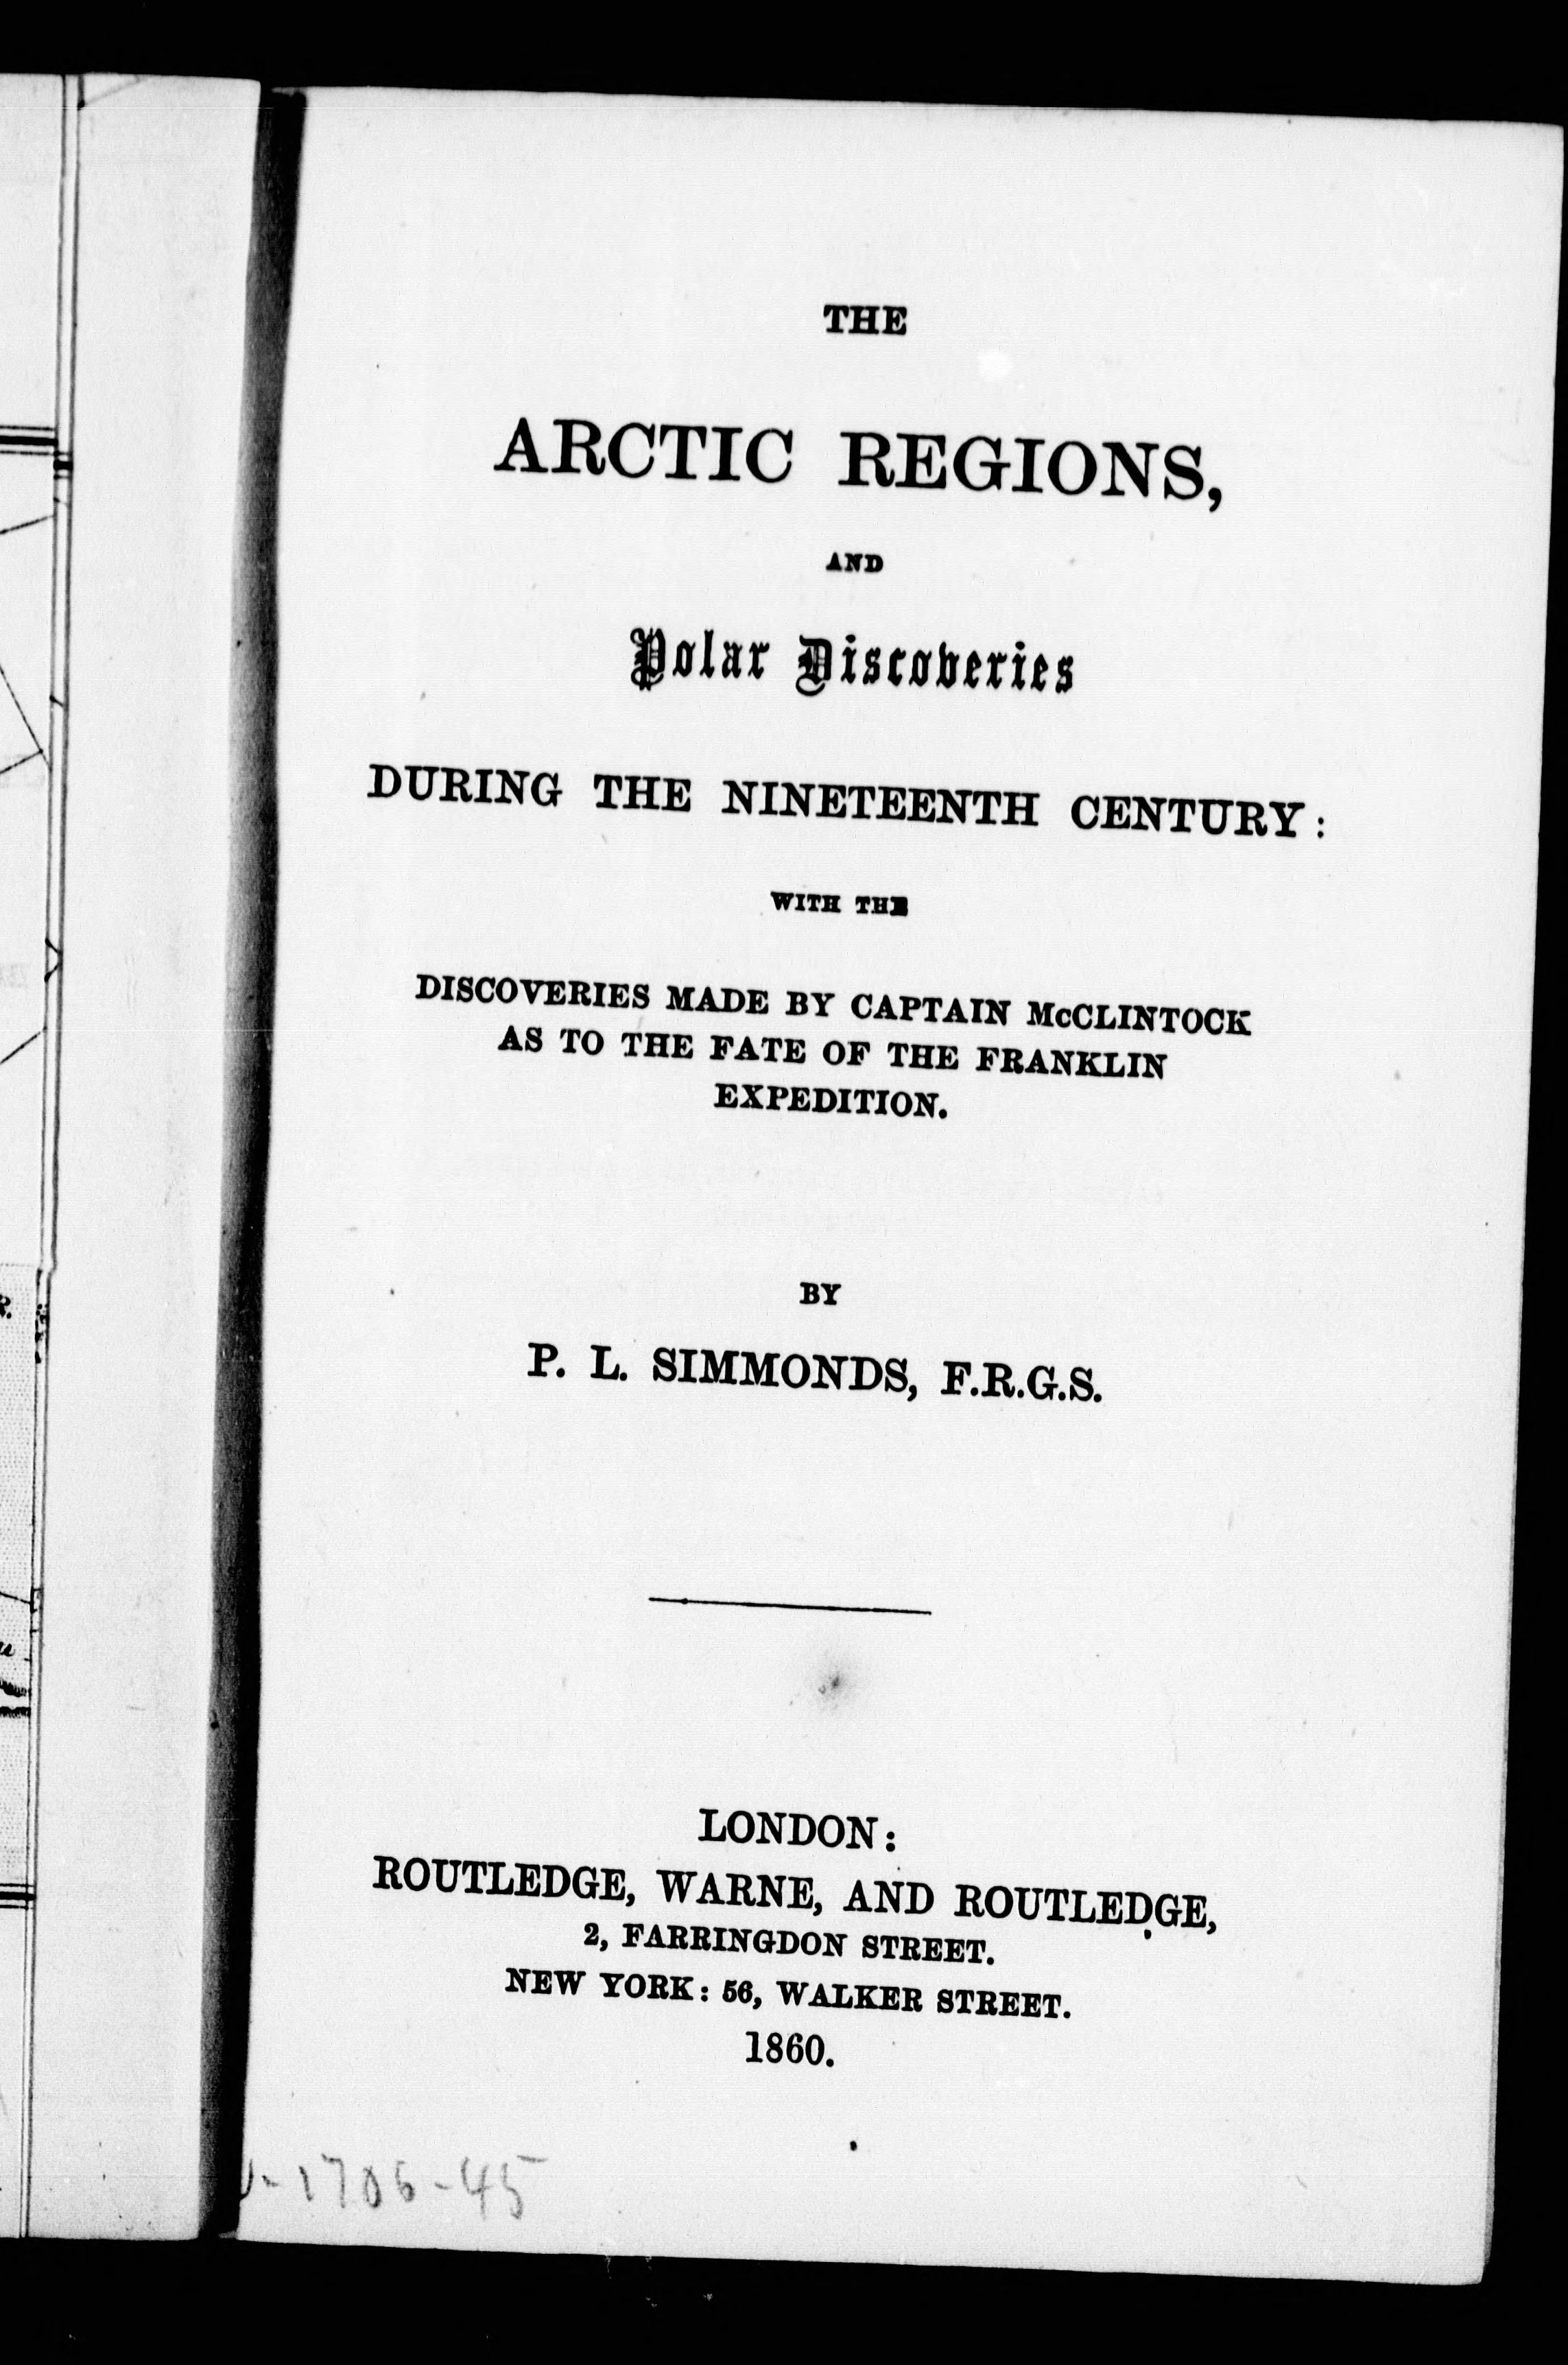 THE
ARCTIC REGIONS,
AND
Polar Discoveries
DURING THE NINETEENTH CENTURY:
WITH THE
DISCOVERIES MADE BY CAPTAIN McCLINTOCK
AS TO THE FATE OF THE FRANKLIN
EXPEDITION.
BY
P. L. SIMMONDS, F.R.G.S.
LONDON:
ROUTLEDGE, WARNE, AND ROUTLEDGE,
2, FARRINGDON STREET.
NEW YORK: 56, WALKER STREET.
1860.
1706-45